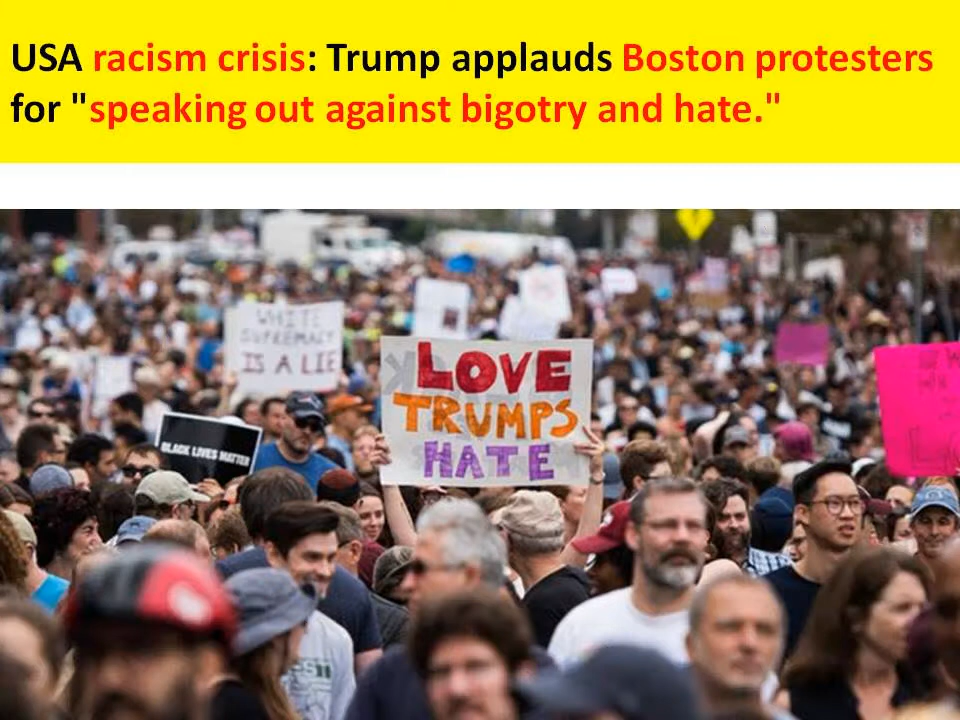 USA racism crisis: Trump applauds Boston protesters
for "speaking out against bigotry and hate."
WHITE
SUPREMACY
IS A LIE
LOVE
TRUMPS
HATE
BLACK LIVES MATTER